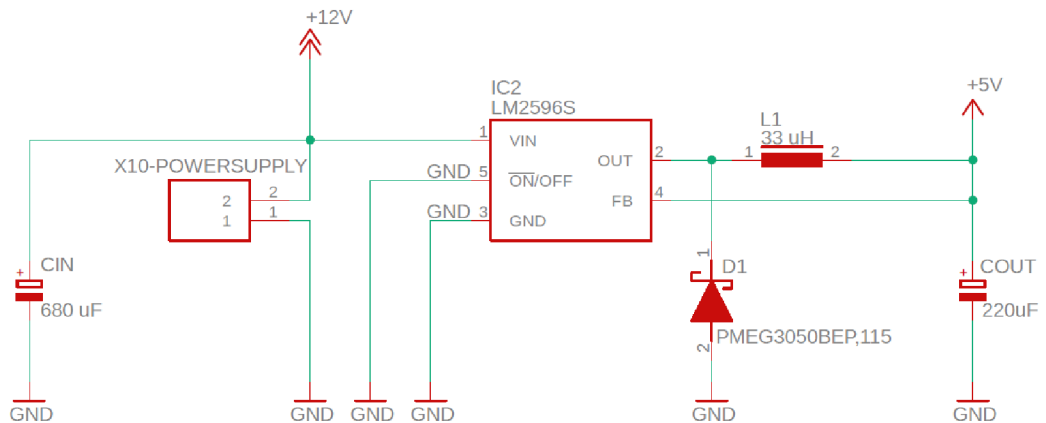 +12V
IC2
LM2596S
+5V
L1
33 uH
1
VIN
X10-POWERSUPPLY
OUT
2
1
2
GND
5
ON/OFF
2
2
FB
4
1
1
GND
3
GND
1
D1
CIN
+
680 uF
COUT
+
220uF
2
PMEG3050BEP,115
GND
GND
GND
GND
GND
GND